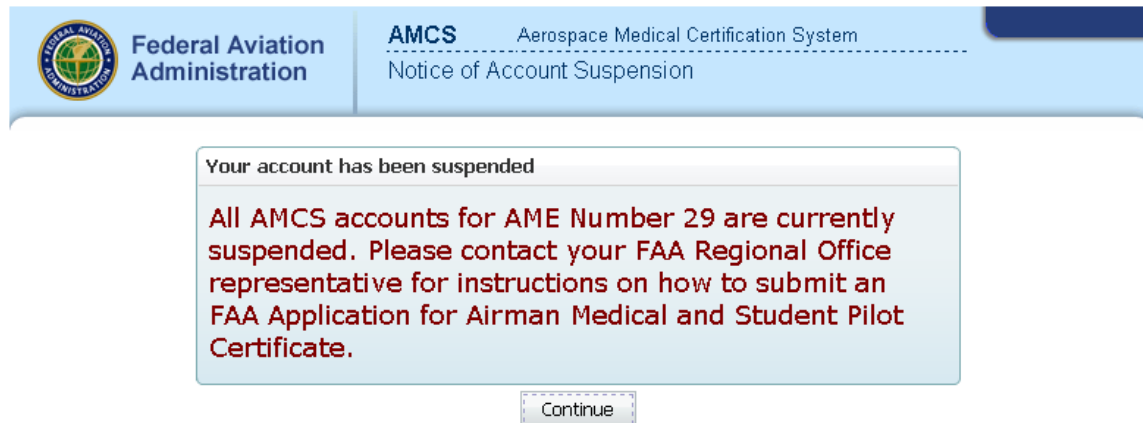 Federal Aviation
Administration
AMCS Aerospace Medical Certification System
Notice of Account Suspension
Your account has been suspended
All AMCS accounts for AME Number 29 are currently
suspended. Please contact your FAA Regional Office
representative for instructions on how to submit an
FAA Application for Airman Medical and Student Pilot
Certificate.
Continue